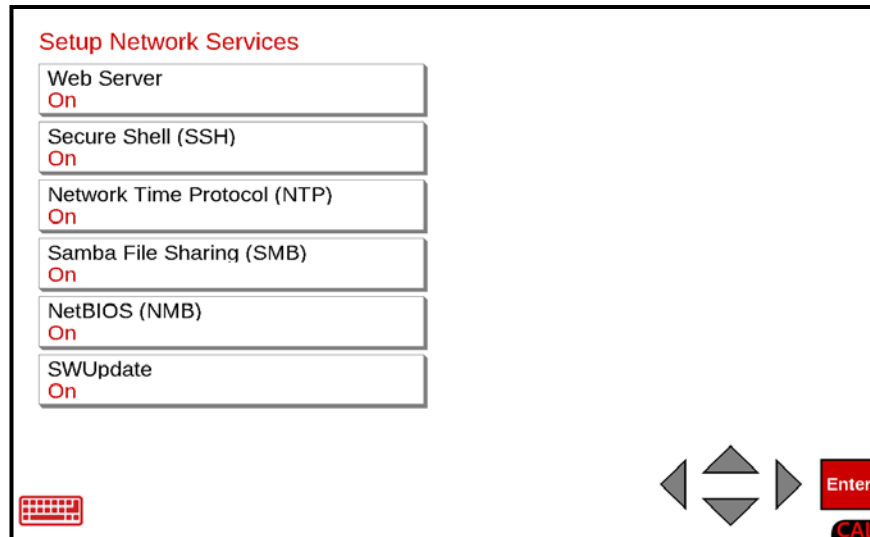 Setup Network Services
Web Server
On
Secure Shell (SSH)
On
Network Time Protocol (NTP)
On
Samba File Sharing (SMB)
On
NetBIOS (NMB)
On
SWUpdate
On
Enter